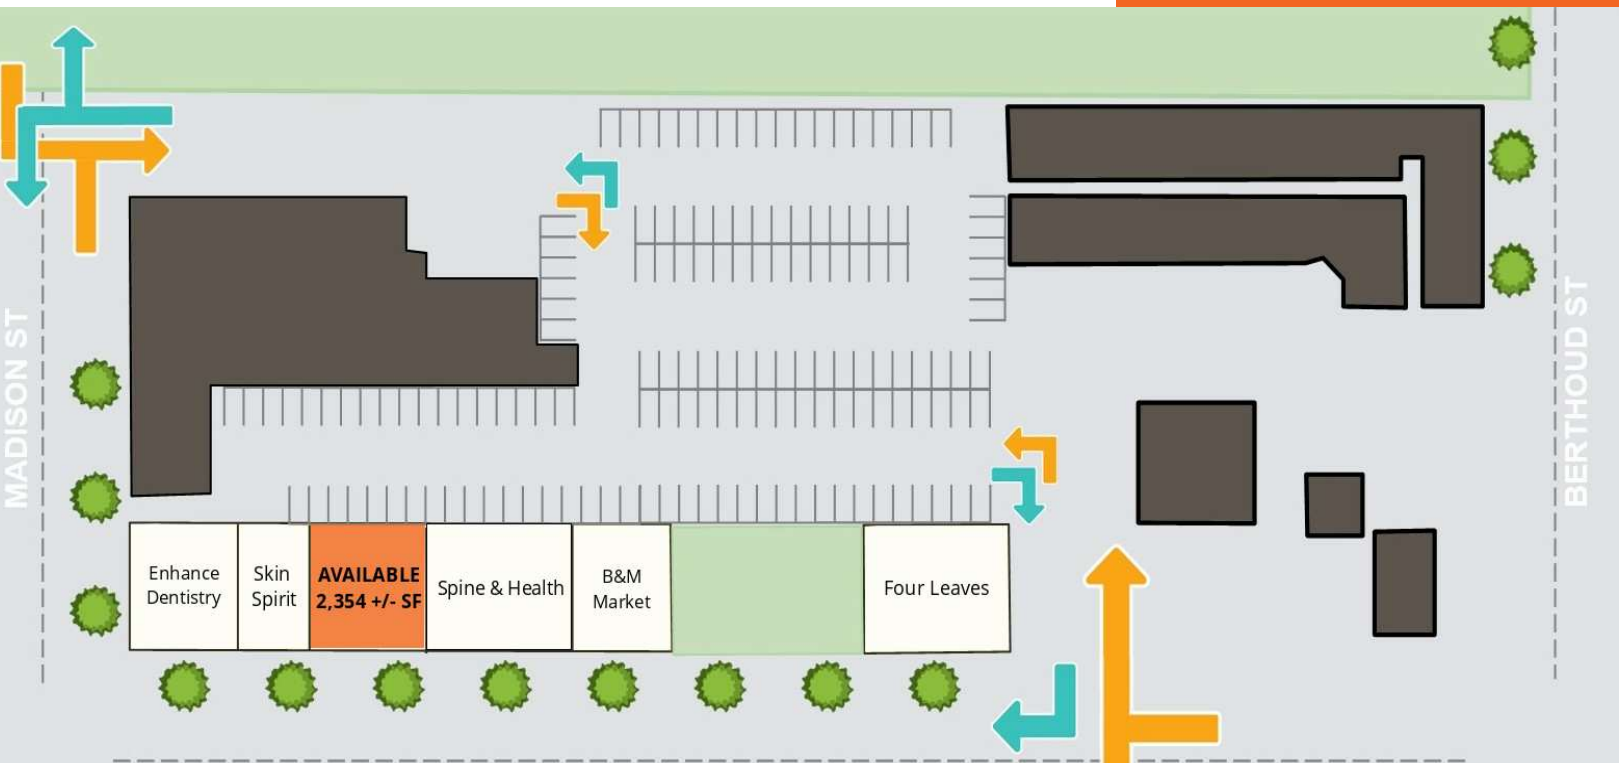 MADISON ST
BERTHOUD ST
Enhance
Dentistry
Skin
Spirit
AVAILABLE
2,354 +/- SF
Spine & Health
B&M
Market
Four Leaves